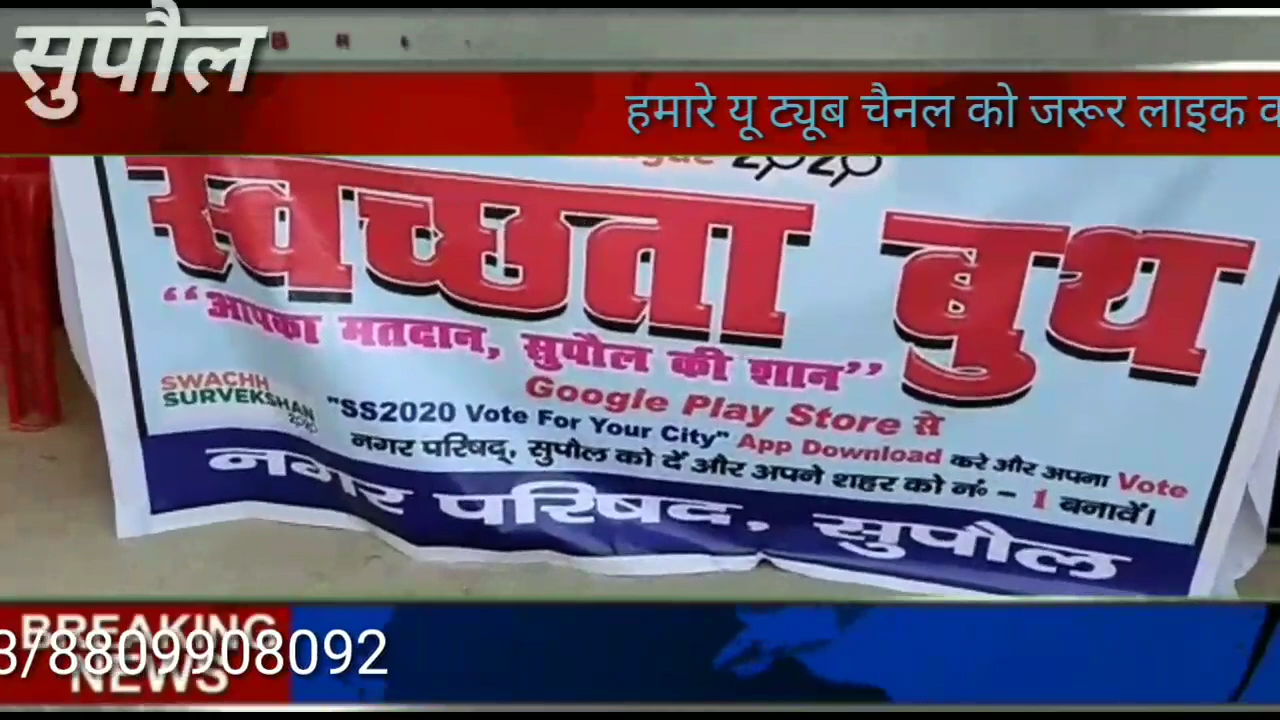 सुपौल
हमारे यू ट्यूब चैनल को जरूर लाइक
2020
स्वच्छता बुथ
“आपका मतदान, सुपौल की शान”
SWACHH
SURVEKSHAN
2020
Google Play Store से
"SS2020 Vote For Your City" App Download करे और अपना Vote
नगर परिषद्, सुपौल को दें और अपने शहर को नं० - 1 बनावें।
नगर परिषद, सुपौल
BREAKING
NEWS
3/8809908092